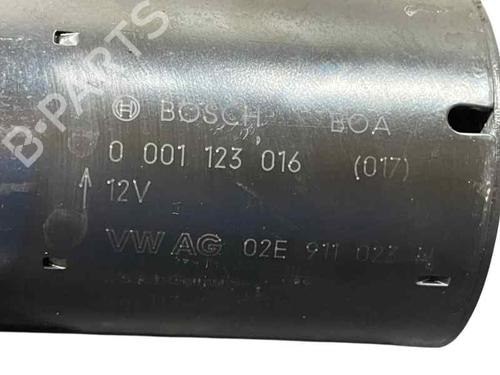 B-PARTS
BOSCH BOA
0 001 123 016 (017)
12V
VW AG 02E 911 023